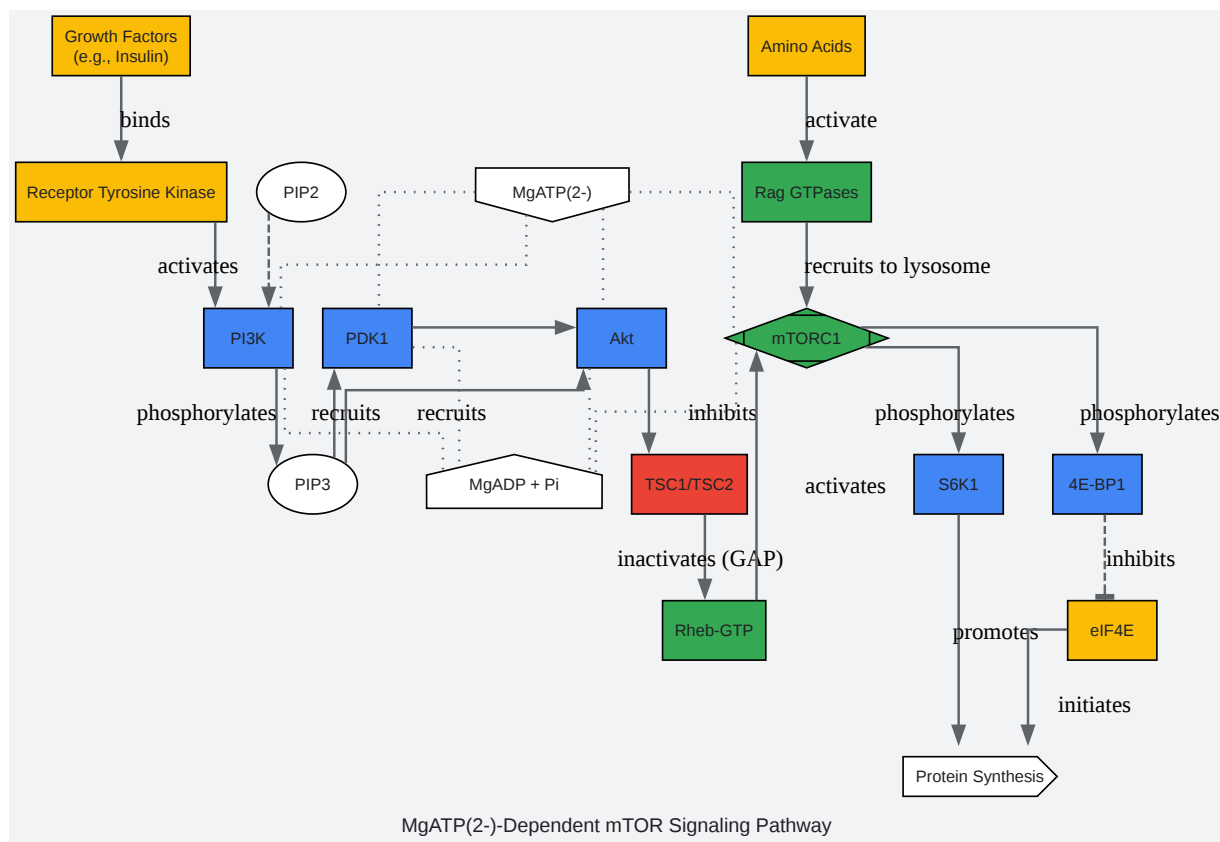 Growth Factors
(e.g., Insulin)
Amino Acids
binds
activate
Receptor Tyrosine Kinase
PIP2
MgATP(2-)
Rag GTPases
activates
recruits to lysosome
PI3K
PDK1
Akt
mTORC1
phosphorylates
recruits
recruits
inhibits
phosphorylates
phosphorylates
PIP3
MgADP + Pi
TSC1/TSC2
activates
S6K1
4E-BP1
inactivates (GAP)
inhibits
Rheb-GTP
promotes
eIF4E
initiates
Protein Synthesis
MgATP(2-)-Dependent mTOR Signaling Pathway